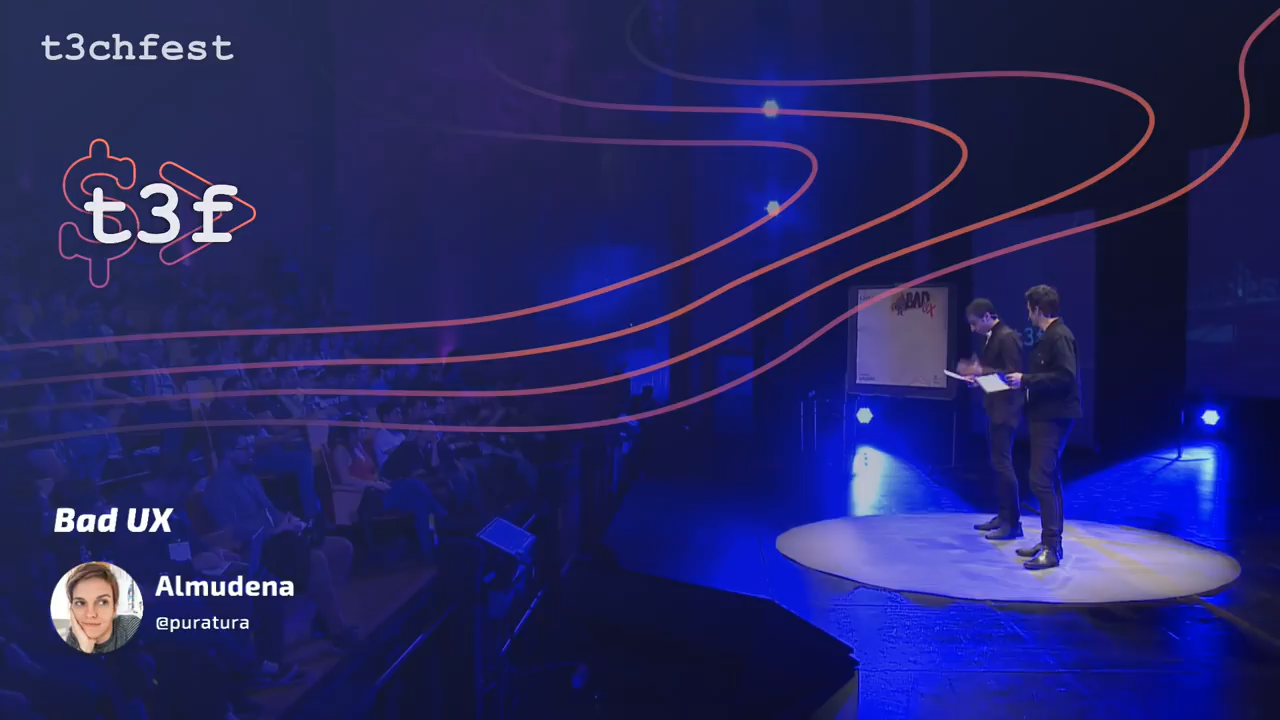 t3chfest
$ t3f >
Bad UX
Almudena
@puratura
BAD
UX